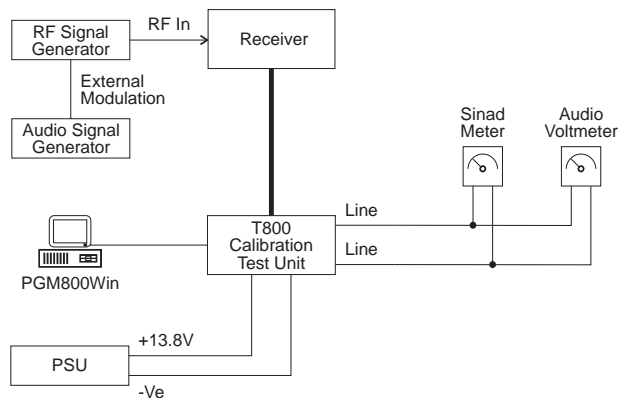 RF Signal
Generator
RF In
Receiver
External
Modulation
Audio Signal
Generator
Sinad
Meter
Audio
Voltmeter
T800
Calibration
Test Unit
Line
Line
PGM800Win
PSU
+13.8V
-Ve